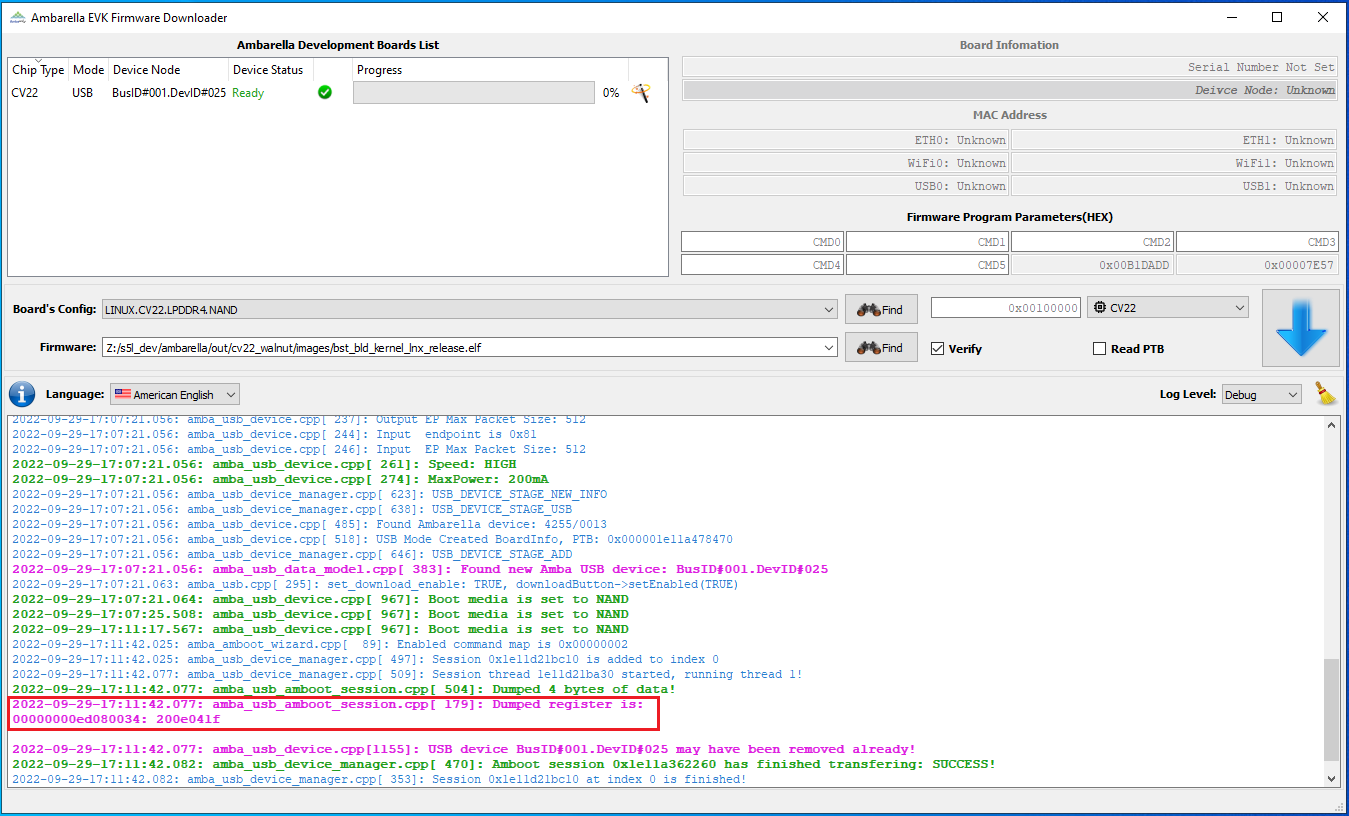 Ambarella EVK Firmware Downloader
Ambarella Development Boards List
Chip Type Mode Device Node Device Status Progress
CV22 USB BusID#001.DevID#025 Ready 0%
Board Infomation
Serial Number Not Set
Deivce Node: Unknown
MAC Address
ETH0: Unknown ETH1: Unknown
WiFi0: Unknown WiFi1: Unknown
USB0: Unknown USB1: Unknown
Firmware Program Parameters(HEX)
CMD0 CMD1 CMD2 CMD3
CMD4 CMD5 0x00B1DADD 0x00007E57
Board's Config: LINUX.CV22.LPDDR4.NAND Find 0x00100000 CV22
Firmware: Z:/s5l_dev/ambarella/out/cv22_walnut/images/bst_bld_kernel_lnx_release.elf Find Verify Read PTB
Language: American English Log Level: Debug
2022-09-29-17:07:21.056: amba_usb_device.cpp[ 237]: Output EP Max Packet Size: 512
2022-09-29-17:07:21.056: amba_usb_device.cpp[ 244]: Input  endpoint is 0x81
2022-09-29-17:07:21.056: amba_usb_device.cpp[ 246]: Input  EP Max Packet Size: 512
2022-09-29-17:07:21.056: amba_usb_device.cpp[ 261]: Speed: HIGH
2022-09-29-17:07:21.056: amba_usb_device.cpp[ 274]: MaxPower: 200mA
2022-09-29-17:07:21.056: amba_usb_device_manager.cpp[ 623]: USB_DEVICE_STAGE_NEW_INFO
2022-09-29-17:07:21.056: amba_usb_device_manager.cpp[ 638]: USB_DEVICE_STAGE_USB
2022-09-29-17:07:21.056: amba_usb_device.cpp[ 485]: Found Ambarella device: 4255/0013
2022-09-29-17:07:21.056: amba_usb_device.cpp[ 518]: USB Mode Created BoardInfo, PTB: 0x000001e11a478470
2022-09-29-17:07:21.056: amba_usb_device_manager.cpp[ 646]: USB_DEVICE_STAGE_ADD
2022-09-29-17:07:21.056: amba_usb_data_model.cpp[ 383]: Found new Amba USB device: BusID#001.DevID#025
2022-09-29-17:07:21.063: amba_usb.cpp[ 295]: set_download_enable: TRUE, downloadButton->setEnabled(TRUE)
2022-09-29-17:07:21.064: amba_usb_device.cpp[ 967]: Boot media is set to NAND
2022-09-29-17:07:25.508: amba_usb_device.cpp[ 967]: Boot media is set to NAND
2022-09-29-17:11:17.567: amba_usb_device.cpp[ 967]: Boot media is set to NAND
2022-09-29-17:11:42.025: amba_amboot_wizard.cpp[  89]: Enabled command map is 0x00000002
2022-09-29-17:11:42.025: amba_usb_device_manager.cpp[ 497]: Session 0x1e11d21bc10 is added to index 0
2022-09-29-17:11:42.077: amba_usb_device_manager.cpp[ 509]: Session thread 1e11d21ba30 started, running thread 1!
2022-09-29-17:11:42.077: amba_usb_amboot_session.cpp[ 504]: Dumped 4 bytes of data!
2022-09-29-17:11:42.077: amba_usb_amboot_session.cpp[ 179]: Dumped register is:
00000000ed080034: 200e041f
2022-09-29-17:11:42.077: amba_usb_device.cpp[1155]: USB device BusID#001.DevID#025 may have been removed already!
2022-09-29-17:11:42.082: amba_usb_device_manager.cpp[ 470]: Amboot session 0x1e11a362260 has finished transfering: SUCCESS!
2022-09-29-17:11:42.082: amba_usb_device_manager.cpp[ 353]: Session 0x1e11d21bc10 at index 0 is finished!